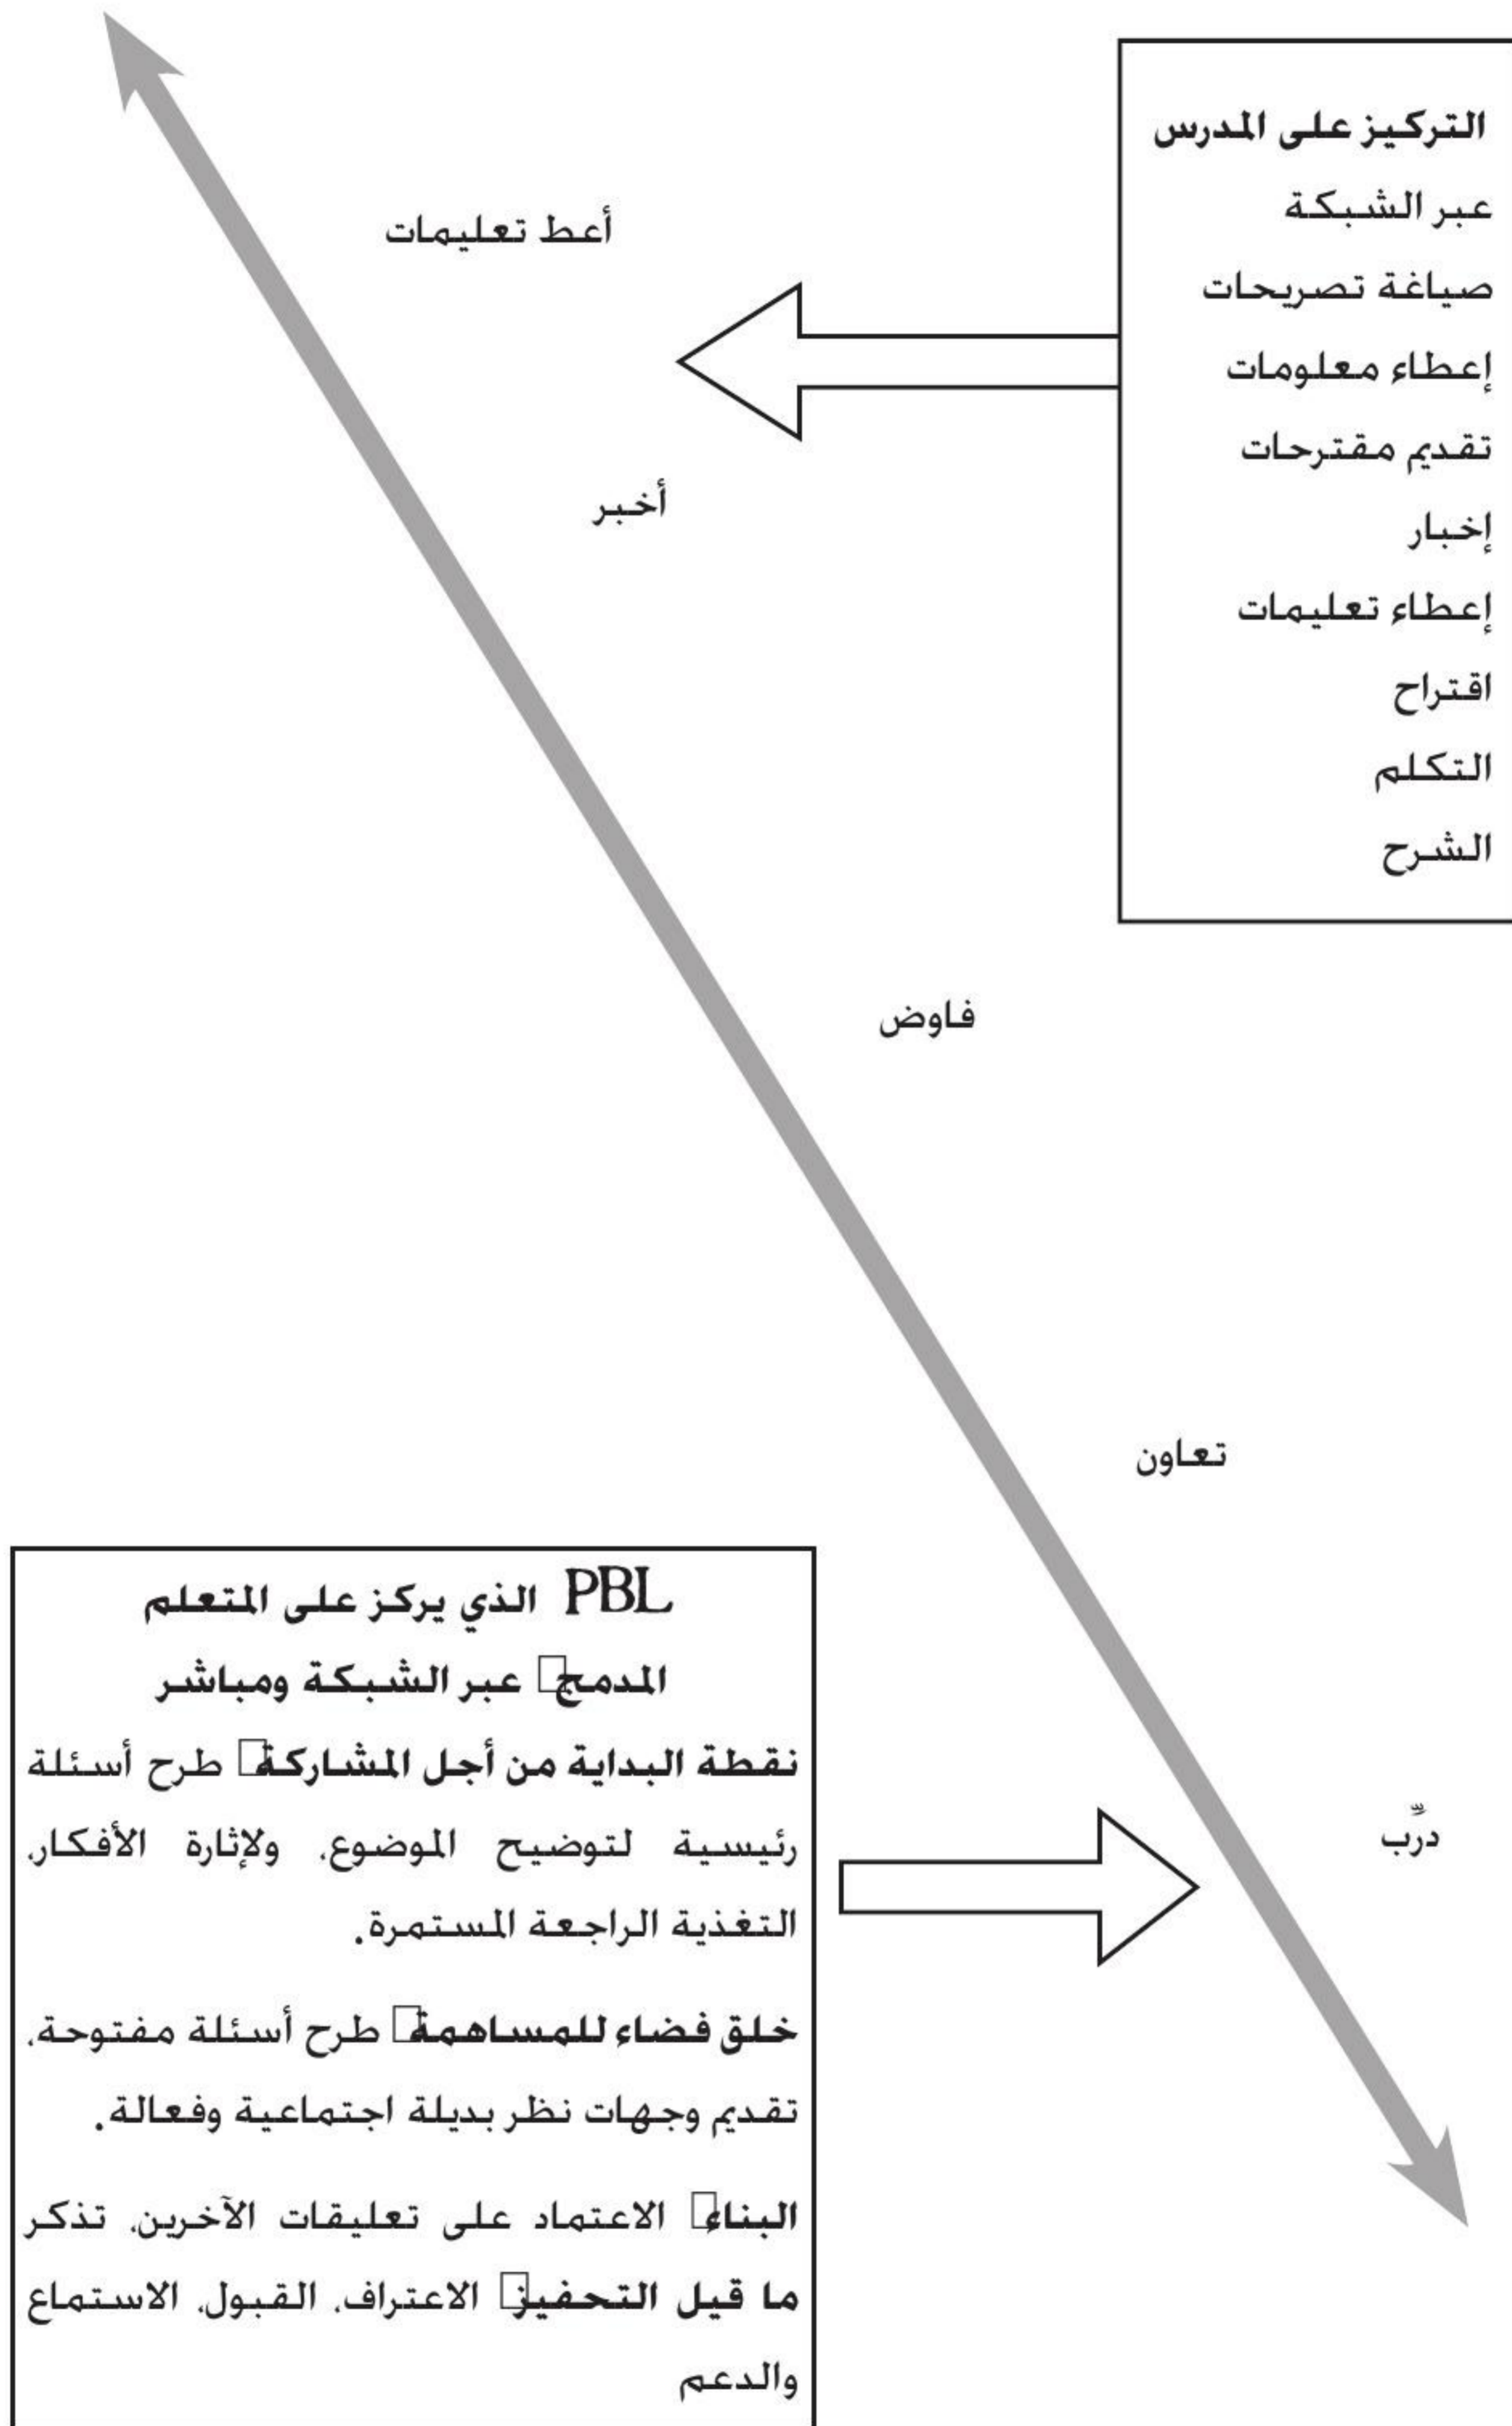 التركيز على المدرس
عبر الشبكة
صياغة تصريحات
إعطاء معلومات
تقديم مقترحات
إخبار
إعطاء تعليمات
اقتراح
التكلم
الشرح
أعط تعليمات
أخبر
فاوض
تعاون
درِّب
PBL الذي يركز على المتعلم
المدمج عبر الشبكة ومباشر
نقطة البداية من أجل المشاركة طرح أسئلة
رئيسية لتوضيح الموضوع، ولإثارة الأفكار،
التغذية الراجعة المستمرة.
خلق فضاء للمساهمة طرح أسئلة مفتوحة،
تقديم وجهات نظر بديلة اجتماعية وفعالة.
البناء الاعتماد على تعليقات الآخرين، تذكر
ما قيل التحفيز الاعتراف، القبول، الاستماع
والدعم